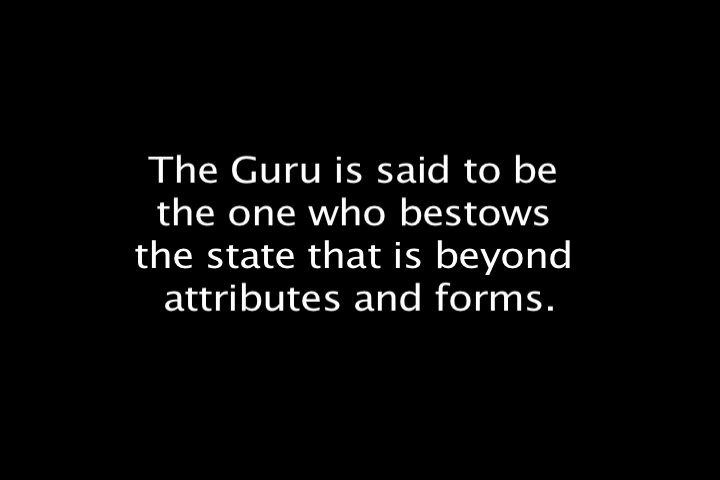 The Guru is said to be
the one who bestows
the state that is beyond
attributes and forms.